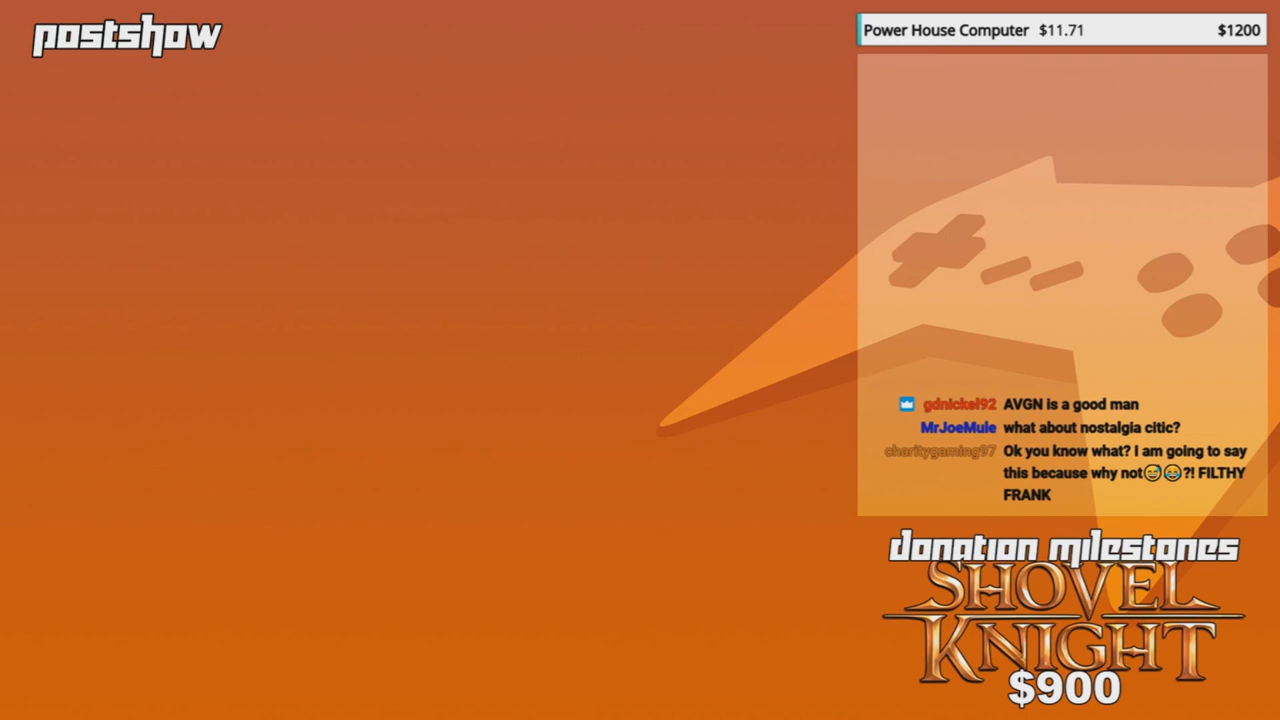 postshow
Power House Computer $11.71 $1200
gdnickel92 AVGN is a good man
MrJoeMule what about nostalgia citic?
charitygaming97 Ok you know what? I am going to say
this because why not😅😂?! FILTHY
FRANK
donation milestones
SHOVEL
KNIGHT
$900